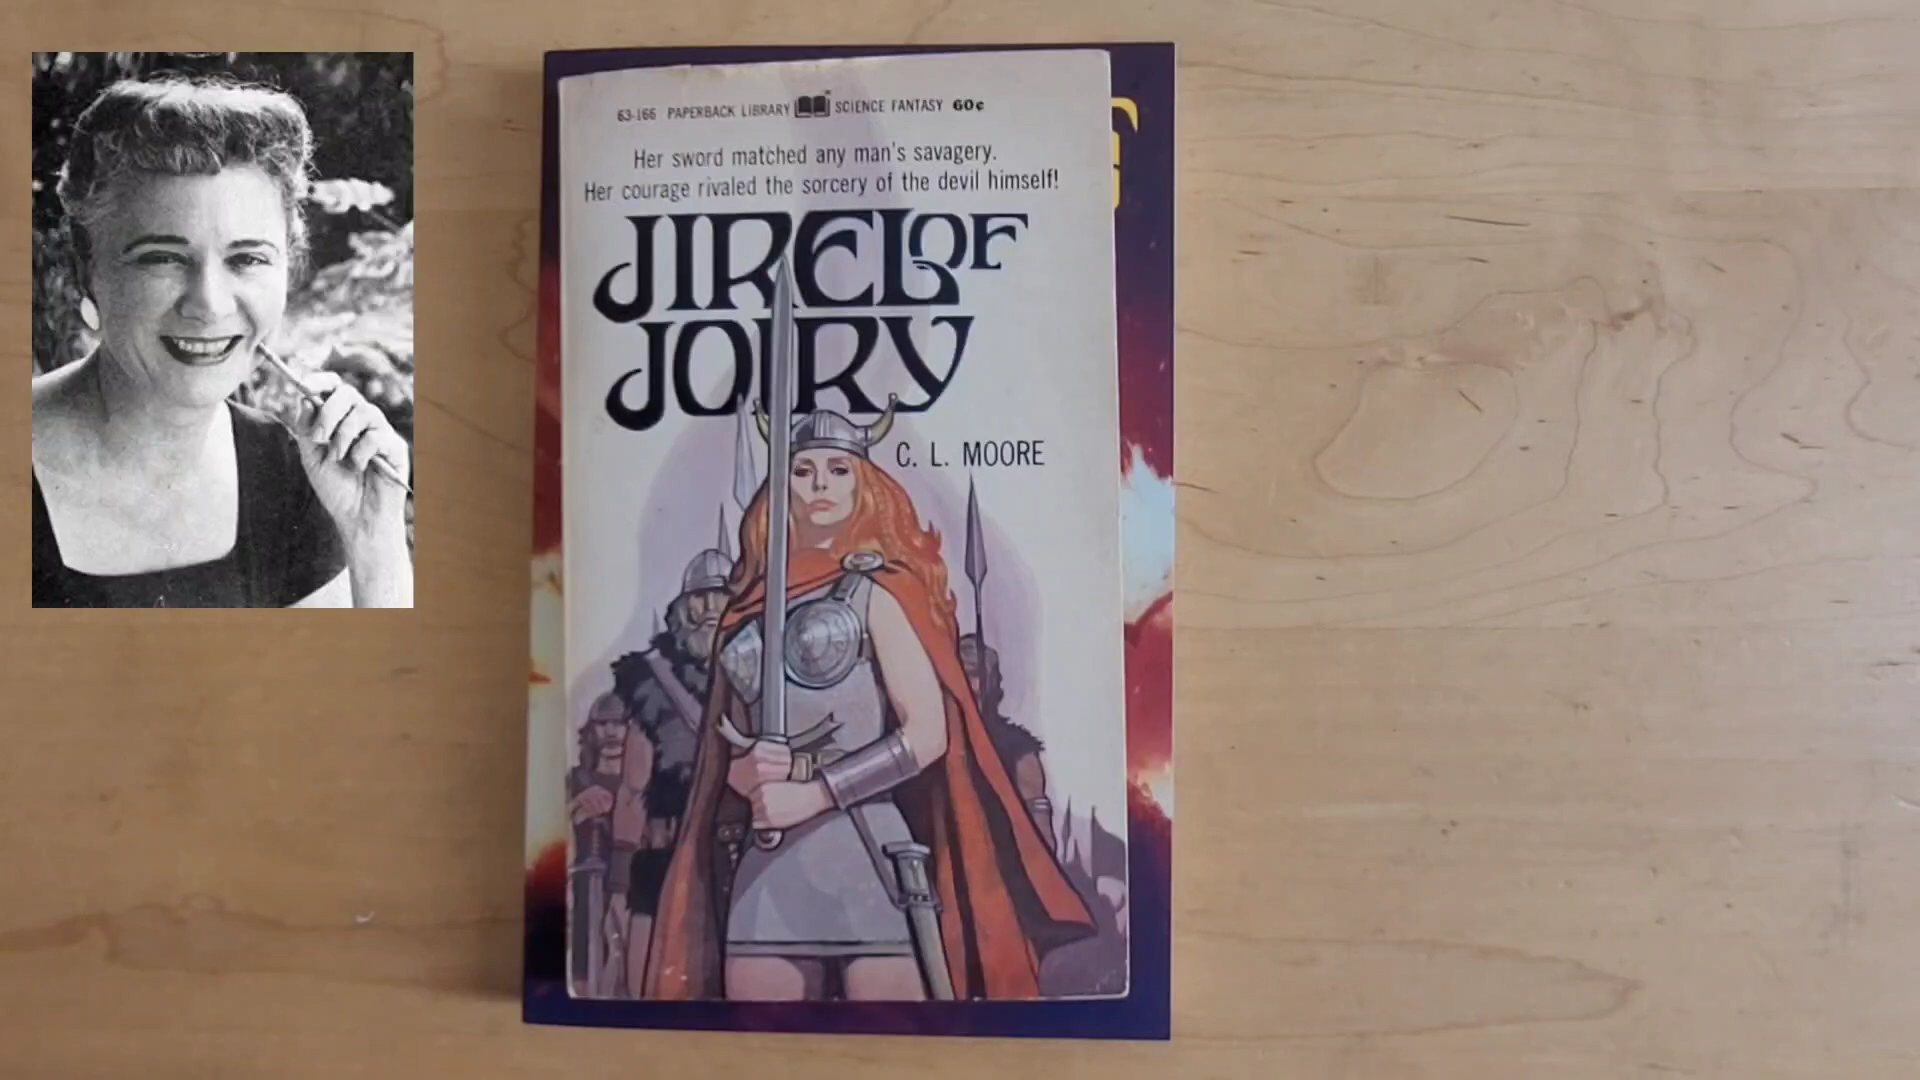 63-166 PAPERBACK LIBRARY SCIENCE FANTASY 60¢
Her sword matched any man's savagery.
Her courage rivaled the sorcery of the devil himself!
JIREL OF
JOIRY
C. L. MOORE